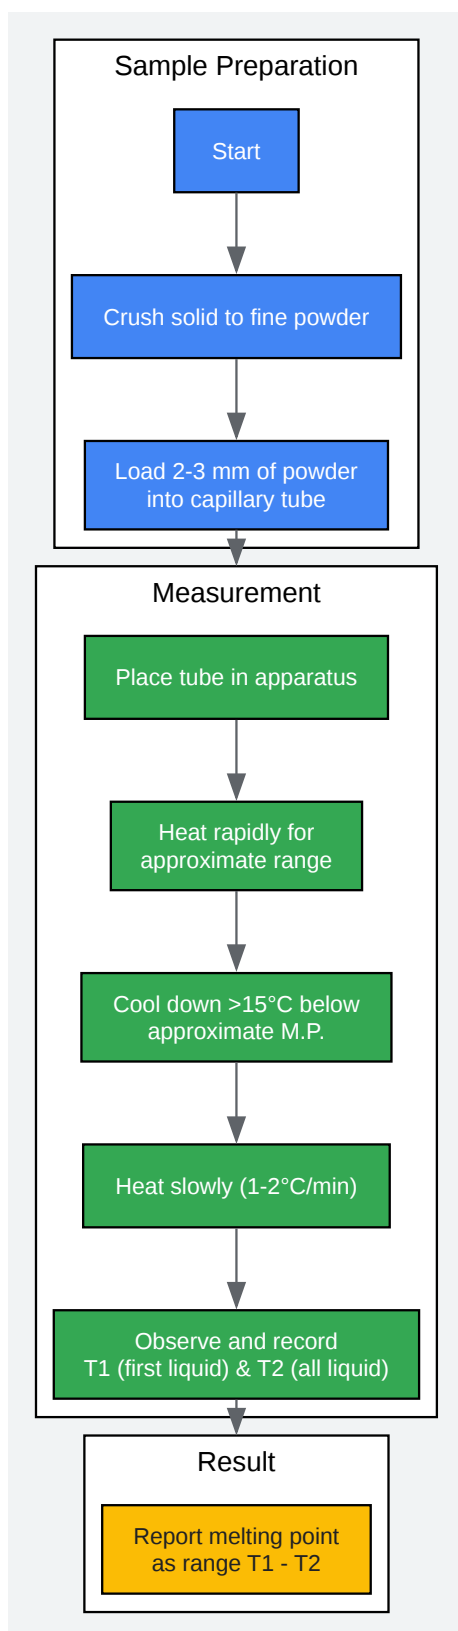 Sample Preparation
Start
Crush solid to fine powder
Load 2-3 mm of powder
into capillary tube
Measurement
Place tube in apparatus
Heat rapidly for
approximate range
Cool down >15°C below
approximate M.P.
Heat slowly (1-2°C/min)
Observe and record
T1 (first liquid) & T2 (all liquid)
Result
Report melting point
as range T1 - T2